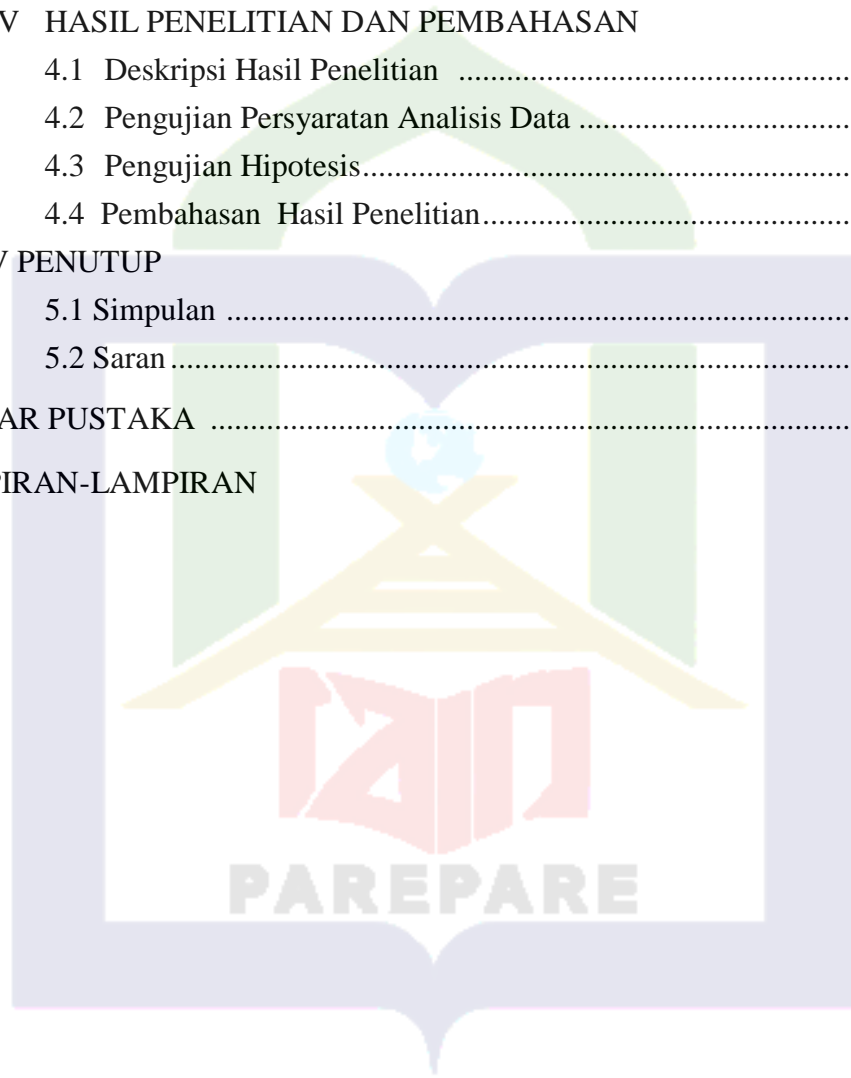 V HASIL PENELITIAN DAN PEMBAHASAN
4.1 Deskripsi Hasil Penelitian ................................................
4.2 Pengujian Persyaratan Analisis Data .................................
4.3 Pengujian Hipotesis............................................................
4.4 Pembahasan Hasil Penelitian.............................................
V PENUTUP
5.1 Simpulan .............................................................................
5.2 Saran....................................................................................
AR PUSTAKA ...............................................................................
PIRAN-LAMPIRAN
PAREPARE